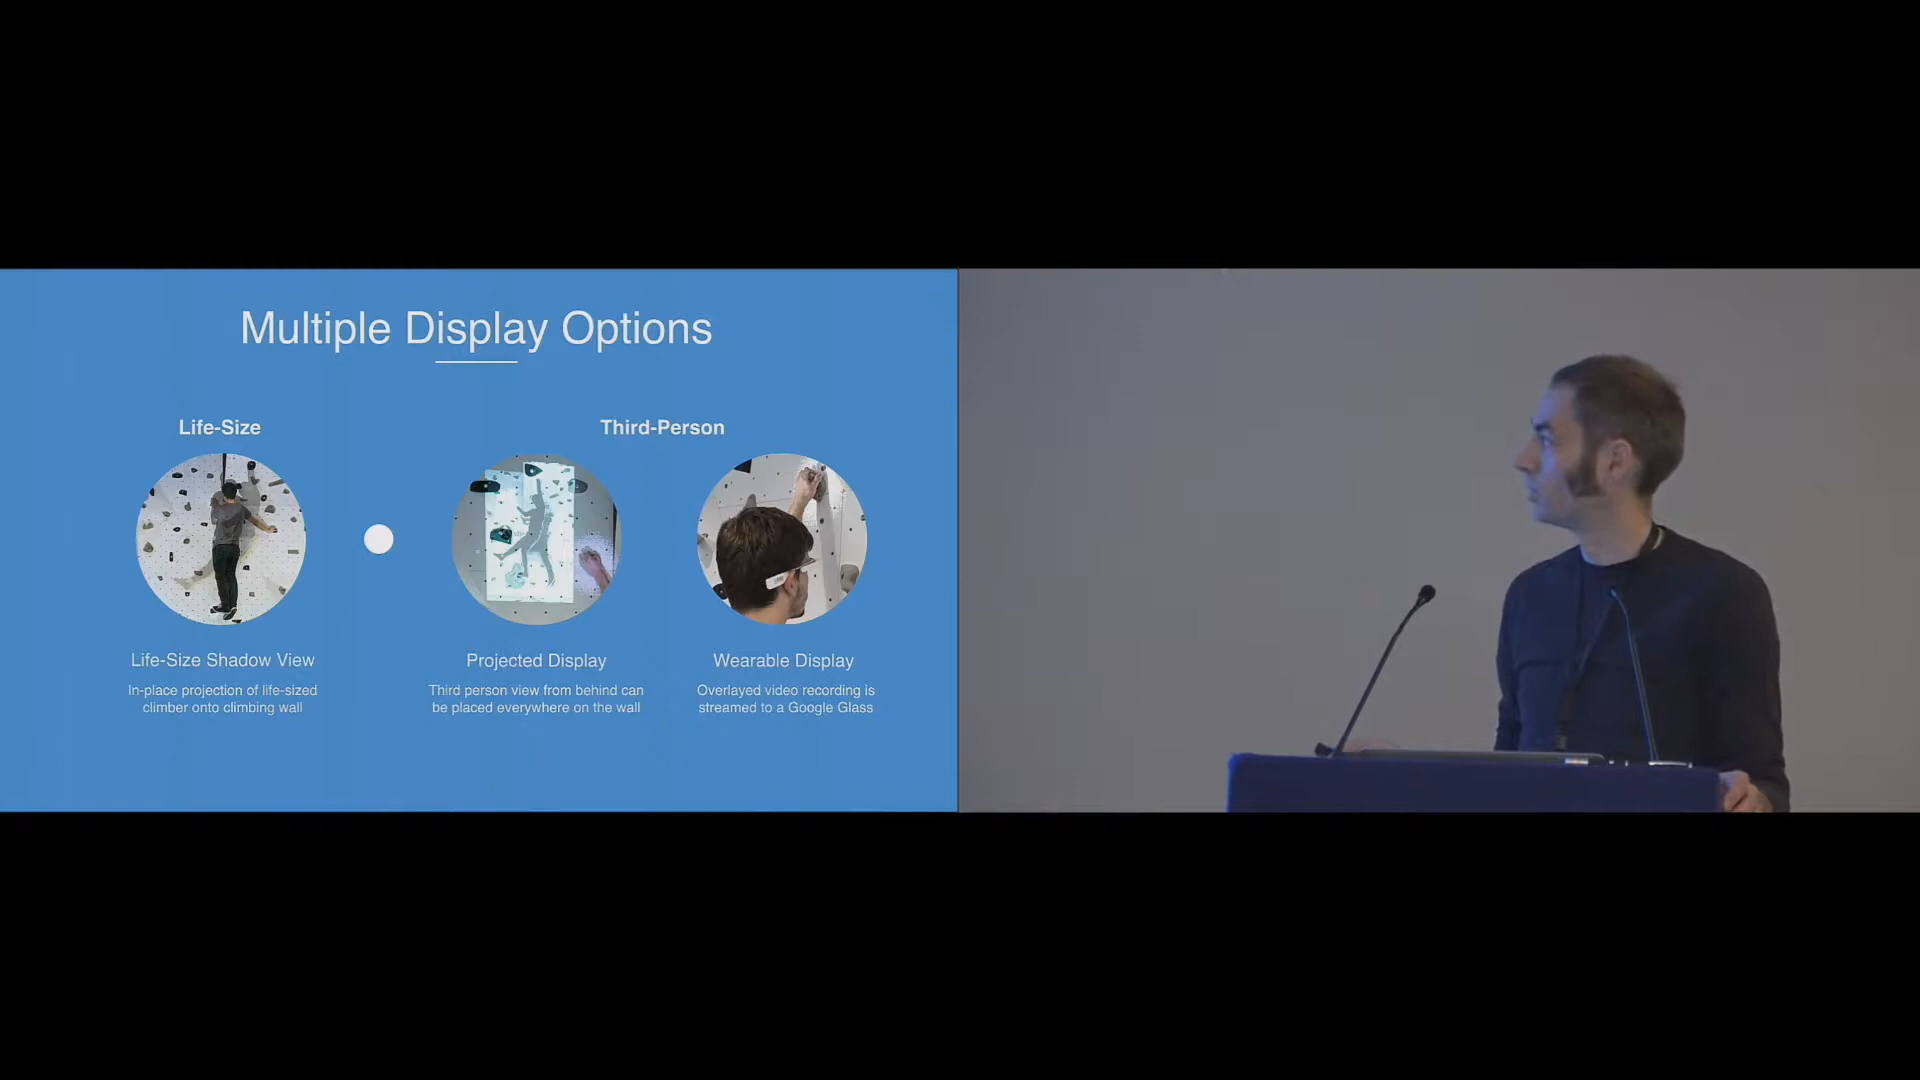 Multiple Display Options
Life-Size
Third-Person
Life-Size Shadow View
In-place projection of life-sized
climber onto climbing wall
Projected Display
Third person view from behind can
be placed everywhere on the wall
Wearable Display
Overlayed video recording is
streamed to a Google Glass